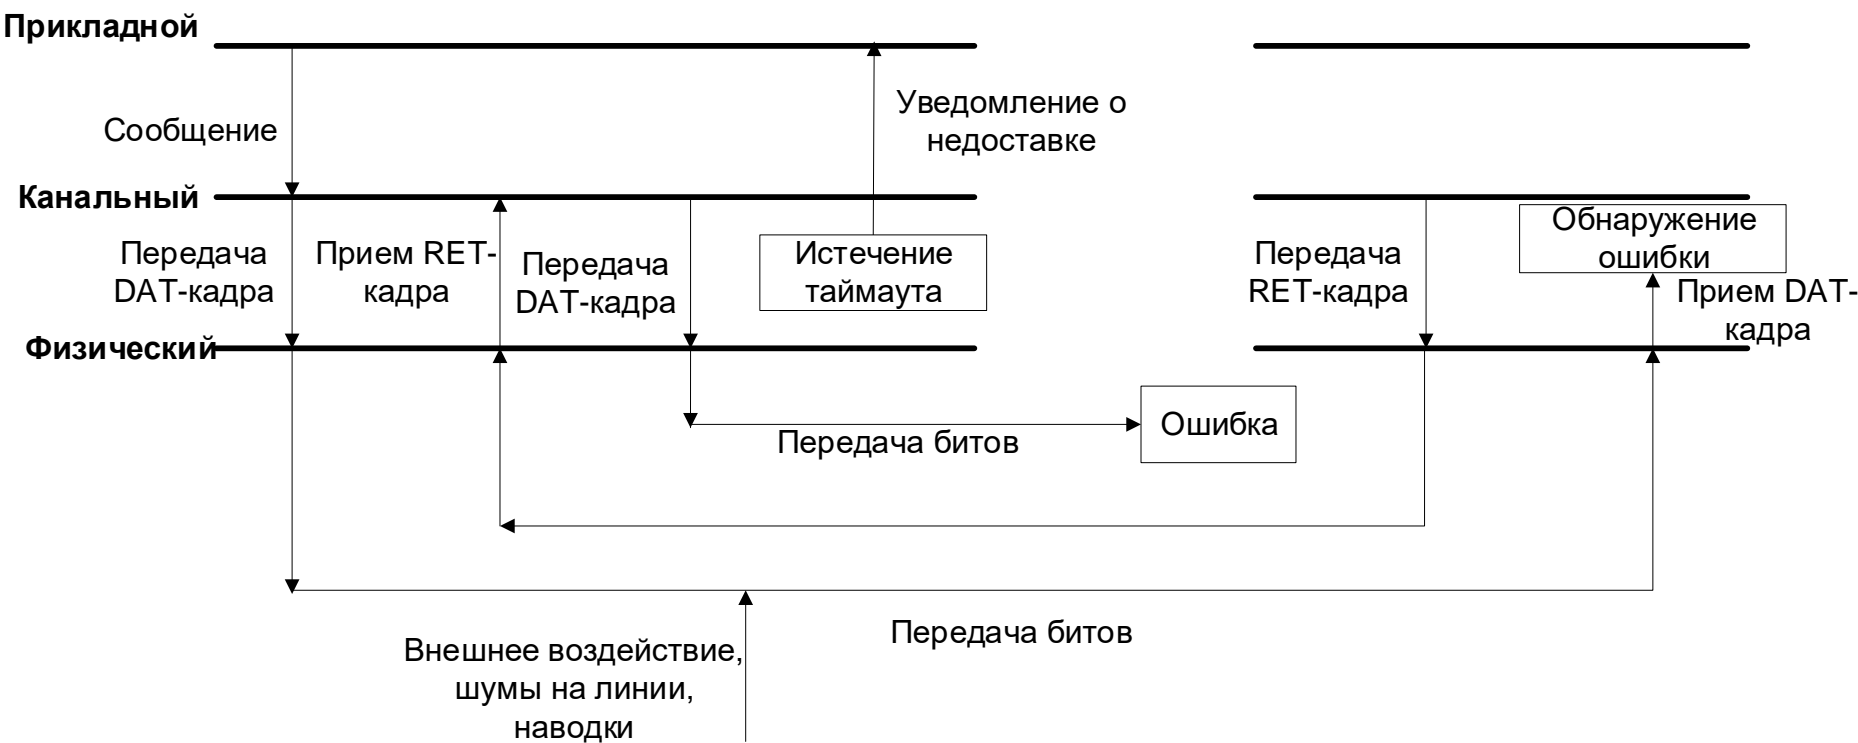 Прикладной
Сообщение
Уведомление о
недоставке
Канальный
Передача
DAT-кадра
Прием RET-
кадра
Передача
DAT-кадра
Истечение
таймаута
Передача
RET-кадра
Обнаружение
ошибки
Прием DAT-
кадра
Физический
Ошибка
Передача битов
Передача битов
Внешнее воздействие,
шумы на линии,
наводки